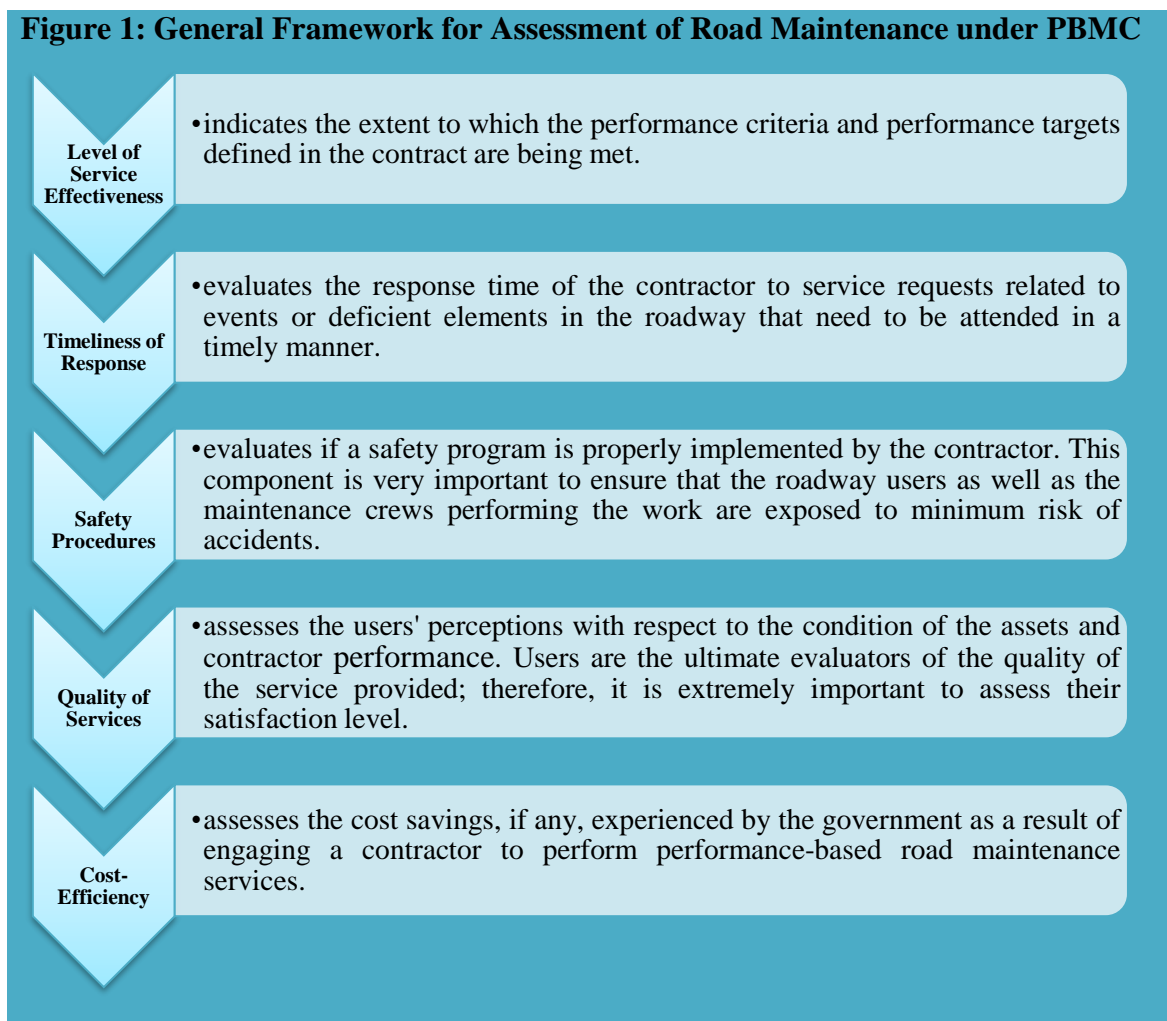 Figure 1: General Framework for Assessment of Road Maintenance under PBMC
Level of
Service
Effectiveness
•indicates the extent to which the performance criteria and performance targets
defined in the contract are being met.
Timeliness of
Response
•evaluates the response time of the contractor to service requests related to
events or deficient elements in the roadway that need to be attended in a
timely manner.
Safety
Procedures
•evaluates if a safety program is properly implemented by the contractor. This
component is very important to ensure that the roadway users as well as the
maintenance crews performing the work are exposed to minimum risk of
accidents.
Quality of
Services
•assesses the users' perceptions with respect to the condition of the assets and
contractor performance. Users are the ultimate evaluators of the quality of
the service provided; therefore, it is extremely important to assess their
satisfaction level.
Cost-
Efficiency
•assesses the cost savings, if any, experienced by the government as a result of
engaging a contractor to perform performance-based road maintenance
services.